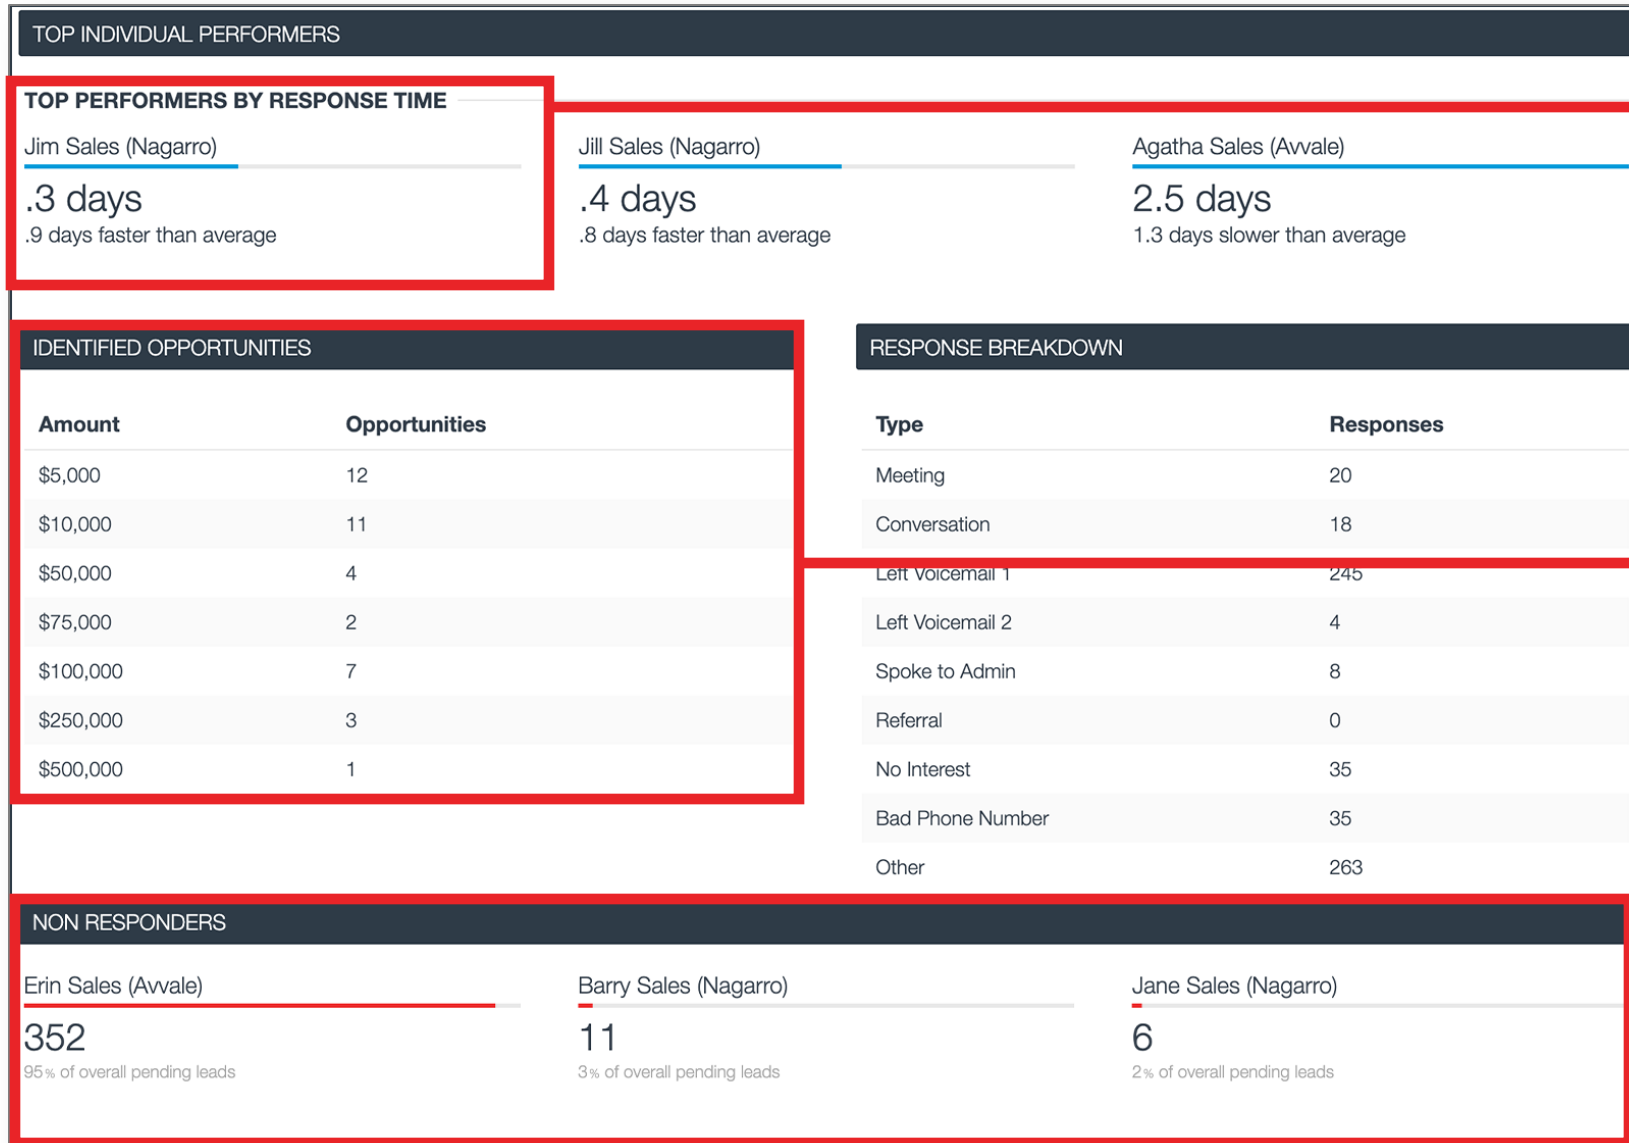 TOP INDIVIDUAL PERFORMERS
TOP PERFORMERS BY RESPONSE TIME
Jim Sales (Nagarro)
.3 days
.9 days faster than average
Jill Sales (Nagarro)
.4 days
.8 days faster than average
Agatha Sales (Avvale)
2.5 days
1.3 days slower than average
IDENTIFIED OPPORTUNITIES
Amount Opportunities
$5,000 12
$10,000 11
$50,000 4
$75,000 2
$100,000 7
$250,000 3
$500,000 1
RESPONSE BREAKDOWN
Type Responses
Meeting 20
Conversation 18
Left Voicemail 1 245
Left Voicemail 2 4
Spoke to Admin 8
Referral 0
No Interest 35
Bad Phone Number 35
Other 263
NON RESPONDERS
Erin Sales (Avvale)
352
95% of overall pending leads
Barry Sales (Nagarro)
11
3% of overall pending leads
Jane Sales (Nagarro)
6
2% of overall pending leads